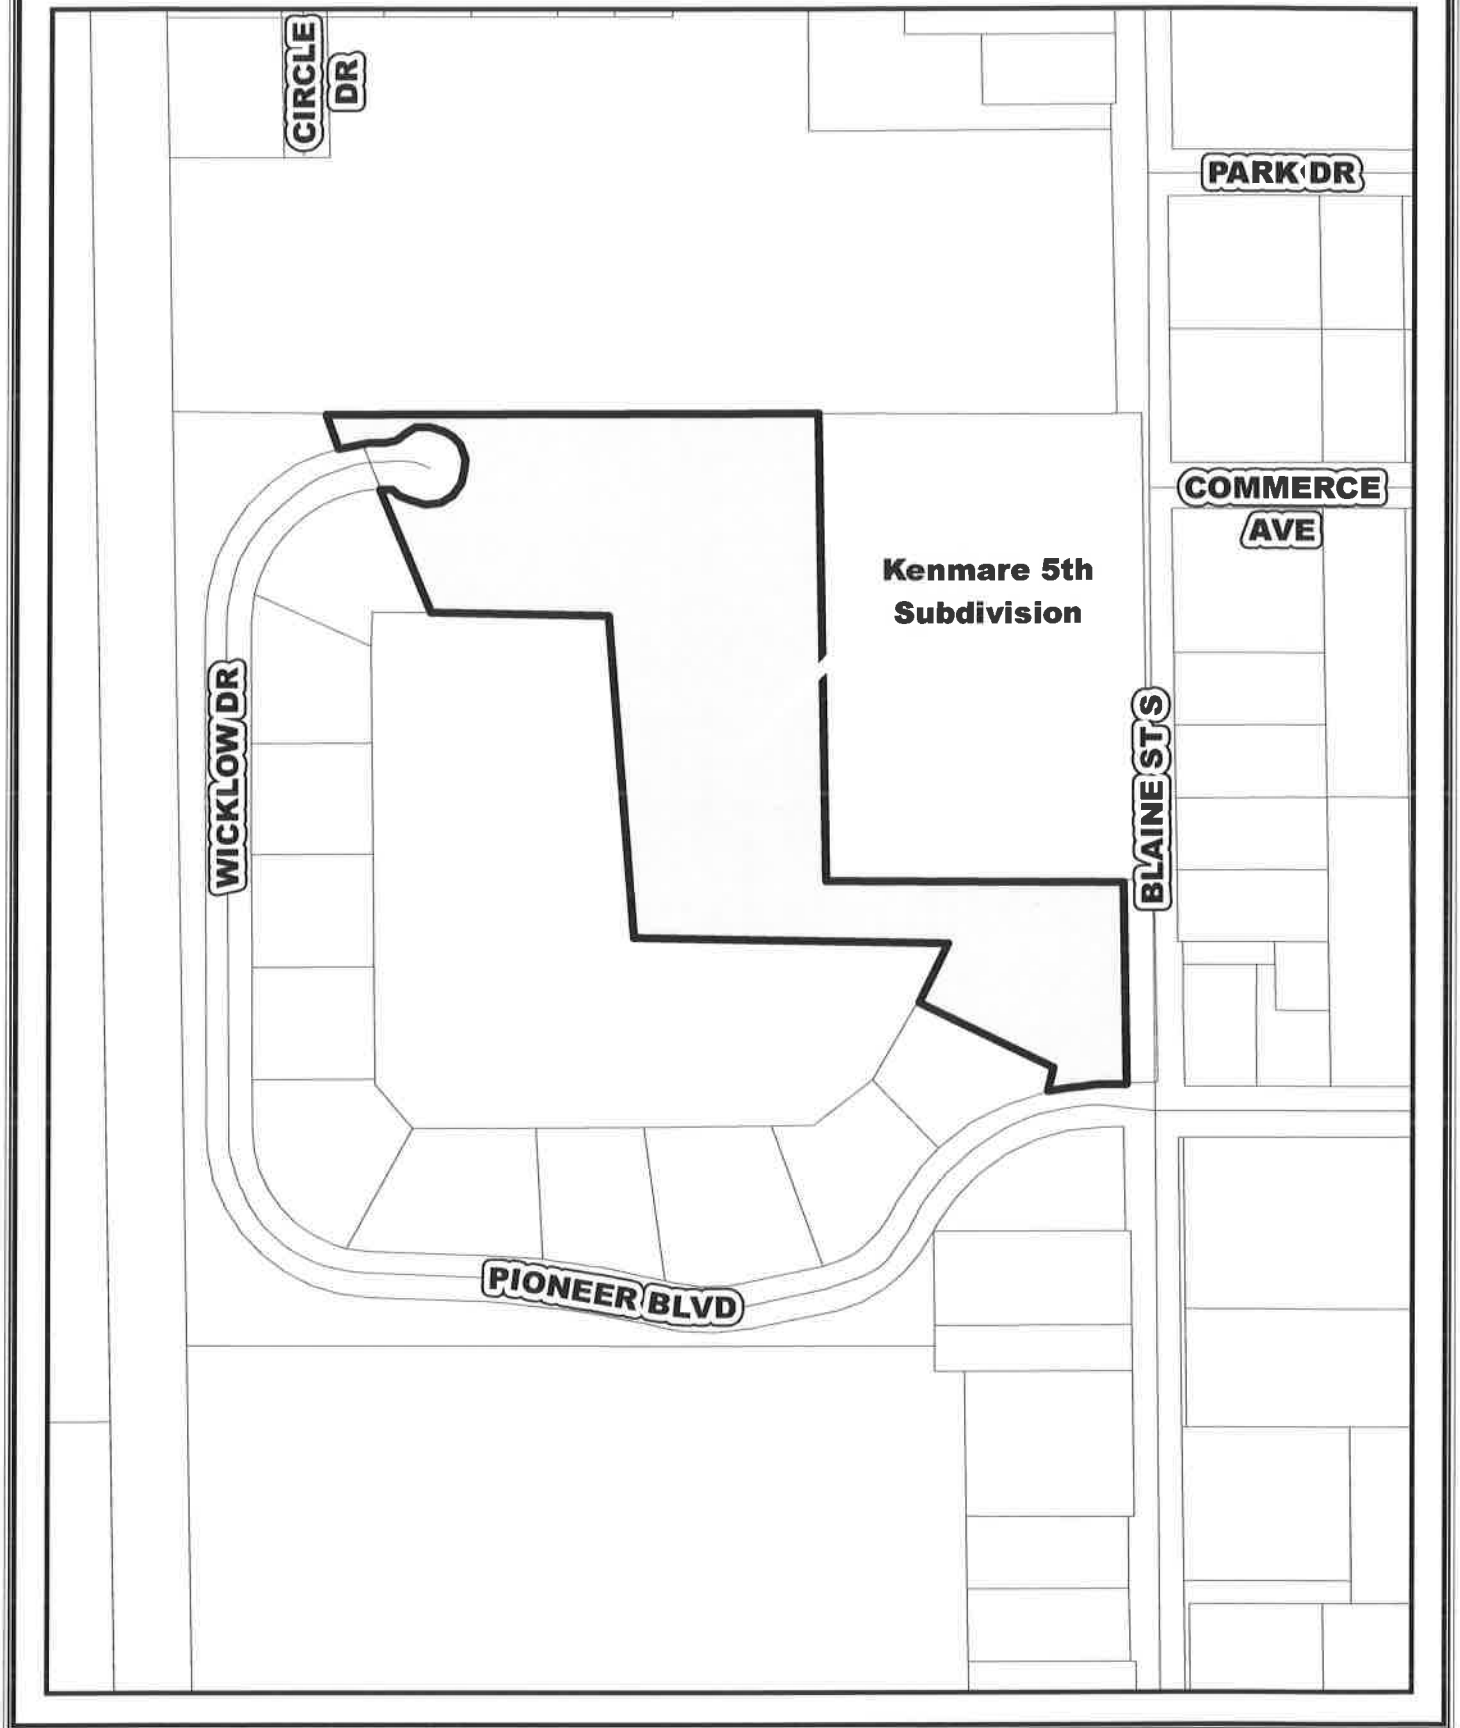 CIRCLE
DR
PARK DR
COMMERCE
AVE
Kenmare 5th
Subdivision
WICKLOW DR
BLAINE ST S
PIONEER BLVD